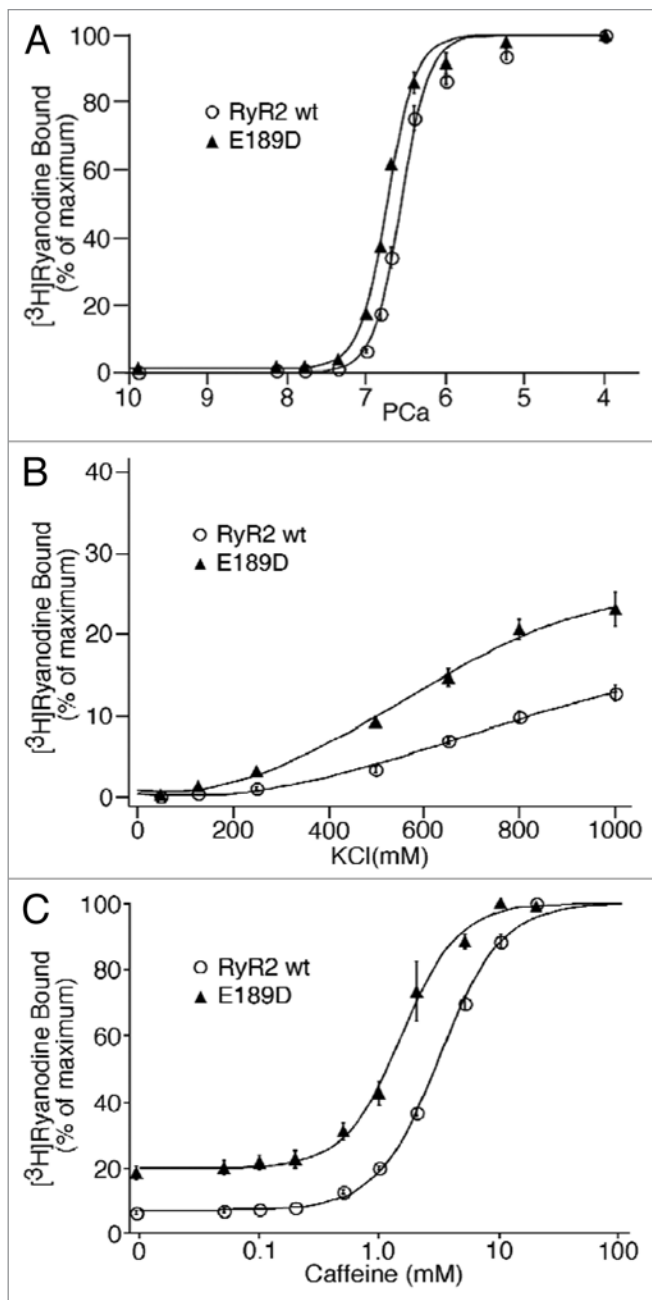 A
100
80
60
40
20
0
[³H]Ryanodine Bound
(% of maximum)
RyR2 wt
E189D
10 9 8 7 6 5 4
PCa
B
40
30
20
10
0
[³H]Ryanodine Bound
(% of maximum)
RyR2 wt
E189D
0 200 400 600 800 1000
KCl(mM)
C
100
80
60
40
20
0
[³H]Ryanodine Bound
(% of maximum)
RyR2 wt
E189D
0 0.1 1.0 10 100
Caffeine (mM)